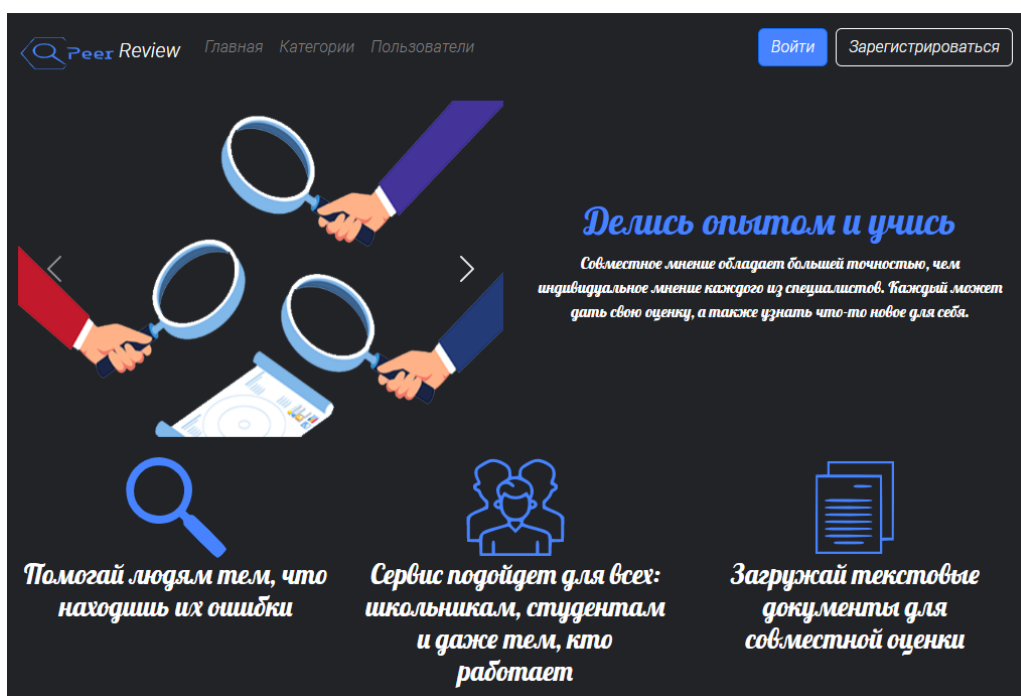 Peer Review Главная Категории Пользователи Войти Зарегистрироваться
Делись опытом и учись
Совместное мнение обладает большей точностью, чем
индивидуальное мнение каждого из специалистов. Каждый может
дать свою оценку, а также узнать что-то новое для себя.
Помогай людям тем, что
находишь их ошибки
Сервис подойдет для всех:
школьникам, студентам
и даже тем, кто
работает
Загружай текстовые
документы для
совместной оценки